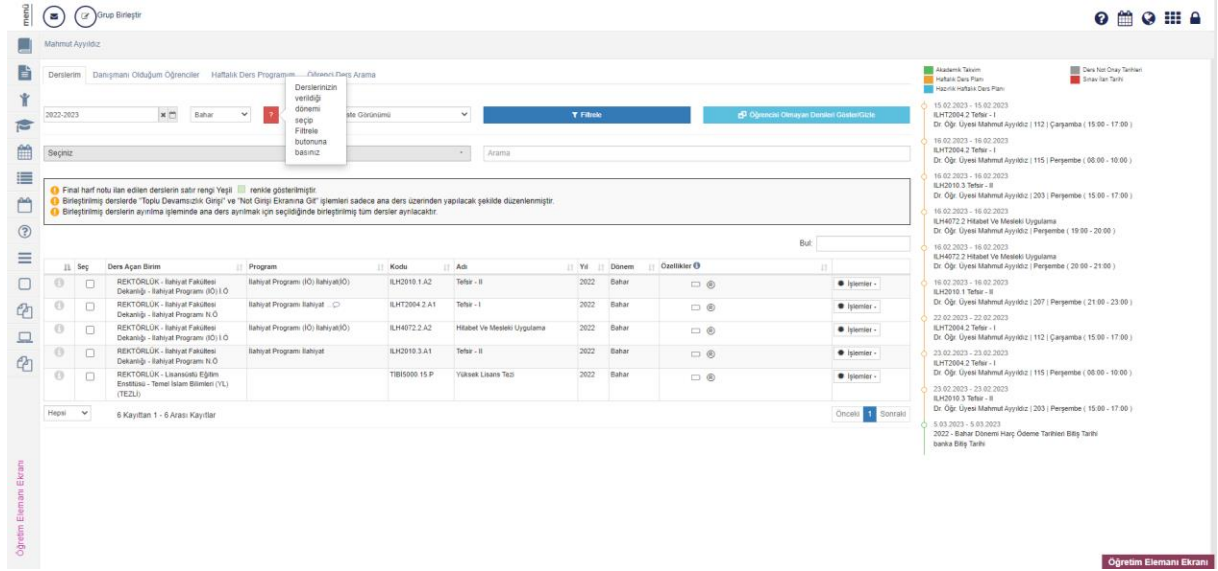 menü
Grup Birleştir
Mahmut Ayyıldız
Derslerim Danışmanı Olduğum Öğrenciler Haftalık Ders Programım Öğrenci Ders Arama
2022-2023 Bahar ? Liste Görünümü Filtrele Öğrencisi Olmayan Dersleri Göster/Gizle
Derslerinizin
verildiği
dönemi
seçip
Filtrele
butonuna
basınız
Seçiniz Arama
Final harf notu ilan edilen derslerin satır rengi Yeşil renkle gösterilmiştir.
Birleştirilmiş derslerde "Toplu Devamsızlık Girişi" ve "Not Girişi Ekranına Git" işlemleri sadece ana ders üzerinden yapılacak şekilde düzenlenmiştir.
Birleştirilmiş derslerin ayrılma işleminde ana ders ayrılmak için seçildiğinde birleştirilmiş tüm dersler ayrılacaktır.
Bul:
Seç Ders Açan Birim Program Kodu Adı Yıl Dönem Özellikler
REKTÖRLÜK - İlahiyat Fakültesi
Dekanlığı - İlahiyat Programı (İÖ) İ.Ö
İlahiyat Programı (İÖ) İlahiyat(İÖ) ILH2010.1.A2 Tefsir - II 2022 Bahar İşlemler
REKTÖRLÜK - İlahiyat Fakültesi
Dekanlığı - İlahiyat Programı N.Ö
İlahiyat Programı İlahiyat ... ILHT2004.2.A1 Tefsir - I 2022 Bahar İşlemler
REKTÖRLÜK - İlahiyat Fakültesi
Dekanlığı - İlahiyat Programı (İÖ) İ.Ö
İlahiyat Programı (İÖ) İlahiyat(İÖ) ILH4072.2.A2 Hitabet Ve Mesleki Uygulama 2022 Bahar İşlemler
REKTÖRLÜK - İlahiyat Fakültesi
Dekanlığı - İlahiyat Programı N.Ö
İlahiyat Programı İlahiyat ILH2010.3.A1 Tefsir - II 2022 Bahar İşlemler
REKTÖRLÜK - Lisansüstü Eğitim
Enstitüsü - Temel İslam Bilimleri (YL)
(TEZLİ)
TIBI5000.15.P Yüksek Lisans Tezi 2022 Bahar İşlemler
Hepsi 6 Kayıttan 1 - 6 Arası Kayıtlar Önceki 1 Sonraki
Akademik Takvim Ders Not Onay Tarihleri
Haftalık Ders Planı Sınav İlan Tarihi
Hazırlık Haftalık Ders Planı
15.02.2023 - 15.02.2023
ILHT2004.2 Tefsir - I
Dr. Öğr. Üyesi Mahmut Ayyıldız | 112 | Çarşamba ( 15:00 - 17:00 )
16.02.2023 - 16.02.2023
ILHT2004.2 Tefsir - I
Dr. Öğr. Üyesi Mahmut Ayyıldız | 115 | Perşembe ( 08:00 - 10:00 )
16.02.2023 - 16.02.2023
ILH2010.3 Tefsir - II
Dr. Öğr. Üyesi Mahmut Ayyıldız | 203 | Perşembe ( 15:00 - 17:00 )
16.02.2023 - 16.02.2023
ILH4072.2 Hitabet Ve Mesleki Uygulama
Dr. Öğr. Üyesi Mahmut Ayyıldız | Perşembe ( 19:00 - 20:00 )
16.02.2023 - 16.02.2023
ILH4072.2 Hitabet Ve Mesleki Uygulama
Dr. Öğr. Üyesi Mahmut Ayyıldız | Perşembe ( 20:00 - 21:00 )
16.02.2023 - 16.02.2023
ILH2010.1 Tefsir - II
Dr. Öğr. Üyesi Mahmut Ayyıldız | 207 | Perşembe ( 21:00 - 23:00 )
22.02.2023 - 22.02.2023
ILHT2004.2 Tefsir - I
Dr. Öğr. Üyesi Mahmut Ayyıldız | 112 | Çarşamba ( 15:00 - 17:00 )
23.02.2023 - 23.02.2023
ILHT2004.2 Tefsir - I
Dr. Öğr. Üyesi Mahmut Ayyıldız | 115 | Perşembe ( 08:00 - 10:00 )
23.02.2023 - 23.02.2023
ILH2010.3 Tefsir - II
Dr. Öğr. Üyesi Mahmut Ayyıldız | 203 | Perşembe ( 15:00 - 17:00 )
5.03.2023 - 5.03.2023
2022 - Bahar Dönemi Harç Ödeme Tarihleri Bitiş Tarihi
banka Bitiş Tarihi
Öğretim Elemanı Ekranı
Öğretim Elemanı Ekranı